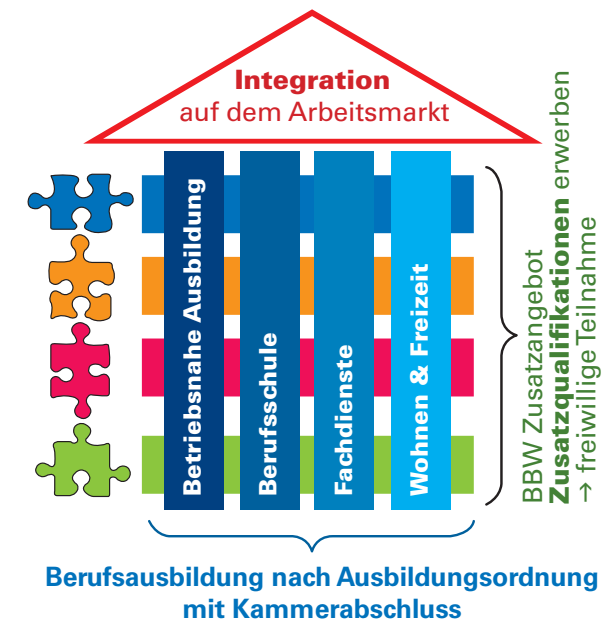 Integration
auf dem Arbeitsmarkt
Betriebsnahe Ausbildung
Berufsschule
Fachdienste
Wohnen & Freizeit
BBW Zusatzangebot
Zusatzqualifikationen erwerben
→ freiwillige Teilnahme
Berufsausbildung nach Ausbildungsordnung
mit Kammerabschluss